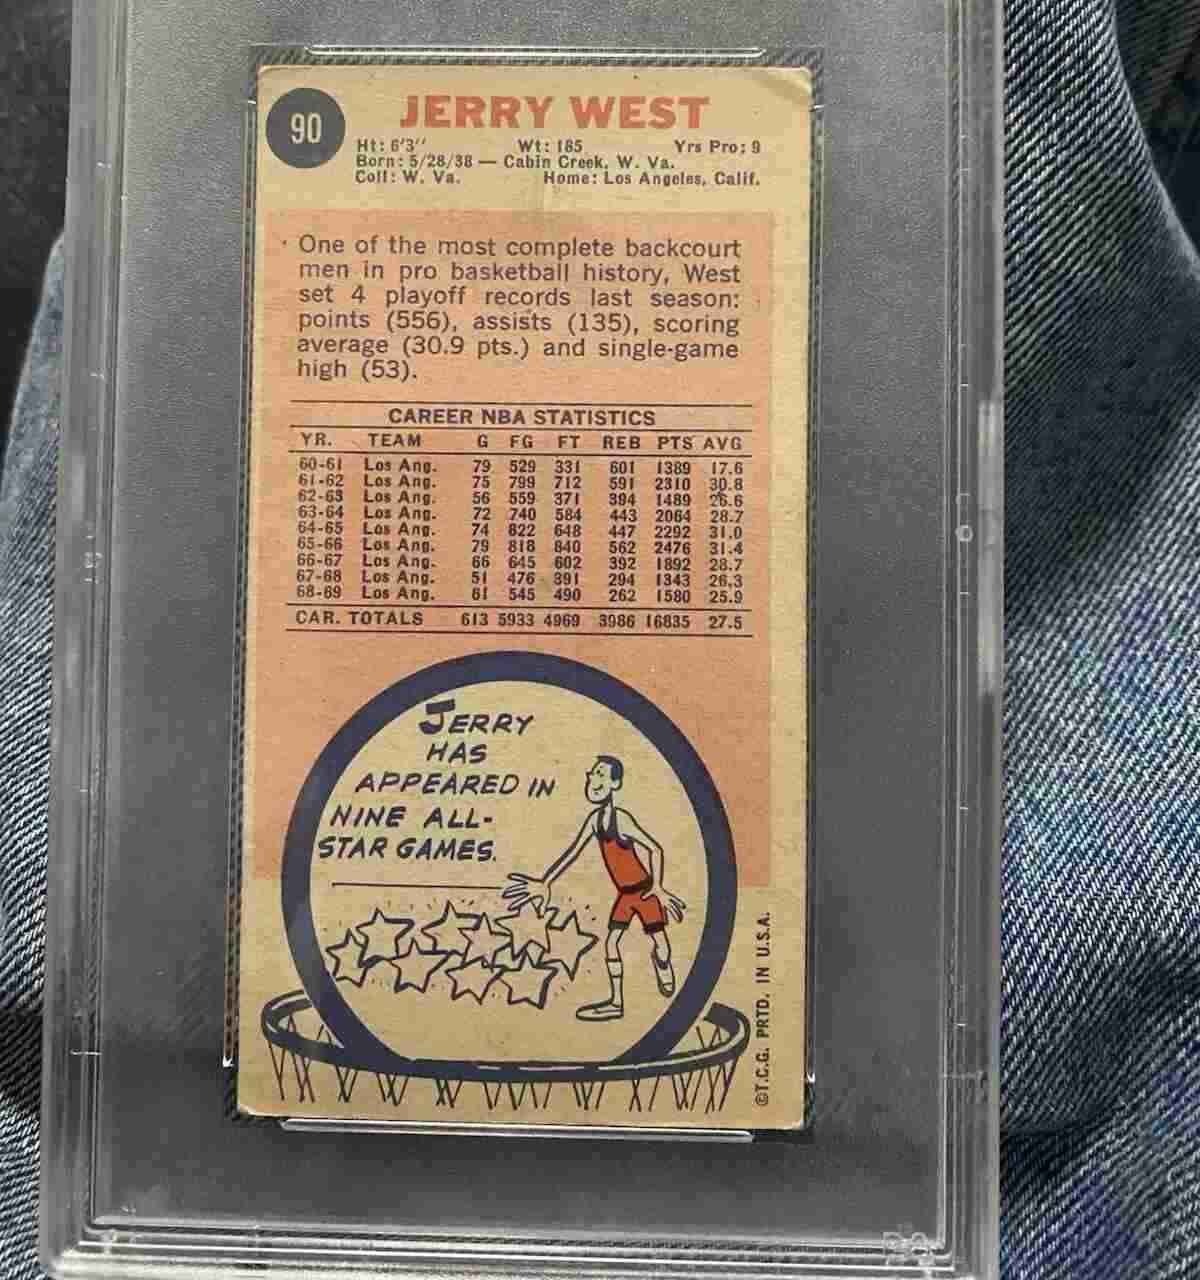 90
JERRY WEST
Ht: 6'3'' Wt: 185 Yrs Pro: 9
Born: 5/28/38 — Cabin Creek, W. Va.
Coll: W. Va. Home: Los Angeles, Calif.
One of the most complete backcourt
men in pro basketball history, West
set 4 playoff records last season:
points (556), assists (135), scoring
average (30.9 pts.) and single-game
high (53).
CAREER NBA STATISTICS
YR. TEAM G FG FT REB PTS AVG
60-61 Los Ang. 79 529 331 601 1389 17.6
61-62 Los Ang. 75 799 712 591 2310 30.8
62-63 Los Ang. 56 559 371 384 1489 26.6
63-64 Los Ang. 72 740 584 443 2064 28.7
64-65 Los Ang. 74 822 648 447 2292 31.0
65-66 Los Ang. 79 818 840 562 2476 31.4
66-67 Los Ang. 66 645 602 392 1892 28.7
67-68 Los Ang. 51 476 391 294 1343 26.3
68-69 Los Ang. 61 545 490 262 1580 25.9
CAR. TOTALS 613 5933 4969 3986 16835 27.5
JERRY
HAS
APPEARED IN
NINE ALL-
STAR GAMES.
©T.C.G. PRTD. IN U.S.A.